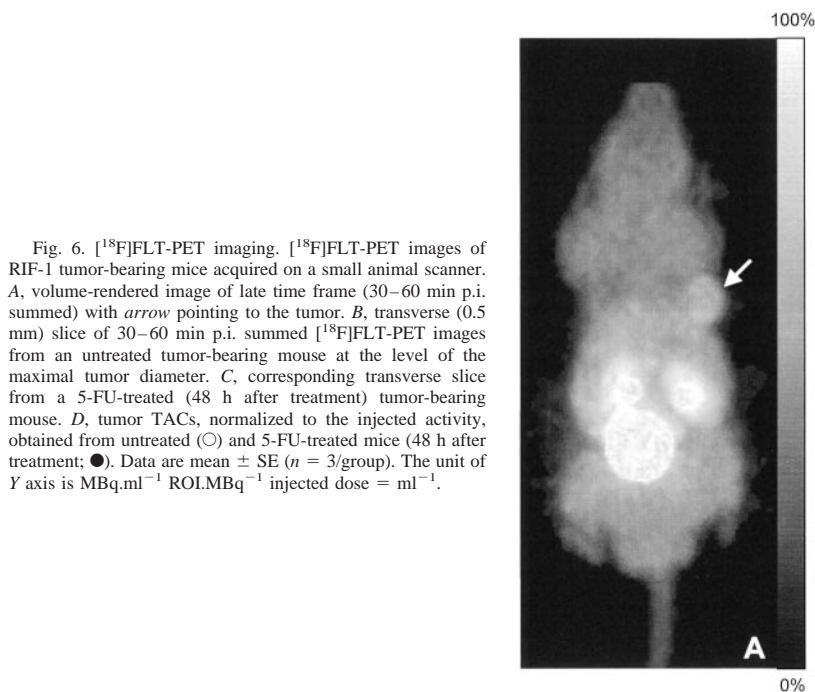 Fig. 6. [¹⁸F]FLT-PET imaging. [¹⁸F]FLT-PET images of
RIF-1 tumor-bearing mice acquired on a small animal scanner.
A, volume-rendered image of late time frame (30–60 min p.i.
summed) with arrow pointing to the tumor. B, transverse (0.5
mm) slice of 30–60 min p.i. summed [¹⁸F]FLT-PET images
from an untreated tumor-bearing mouse at the level of the
maximal tumor diameter. C, corresponding transverse slice
from a 5-FU-treated (48 h after treatment) tumor-bearing
mouse. D, tumor TACs, normalized to the injected activity,
obtained from untreated (○) and 5-FU-treated mice (48 h after
treatment; ●). Data are mean ± SE (n = 3/group). The unit of
Y axis is MBq.ml⁻¹ ROI.MBq⁻¹ injected dose = ml⁻¹.
100%
A
0%